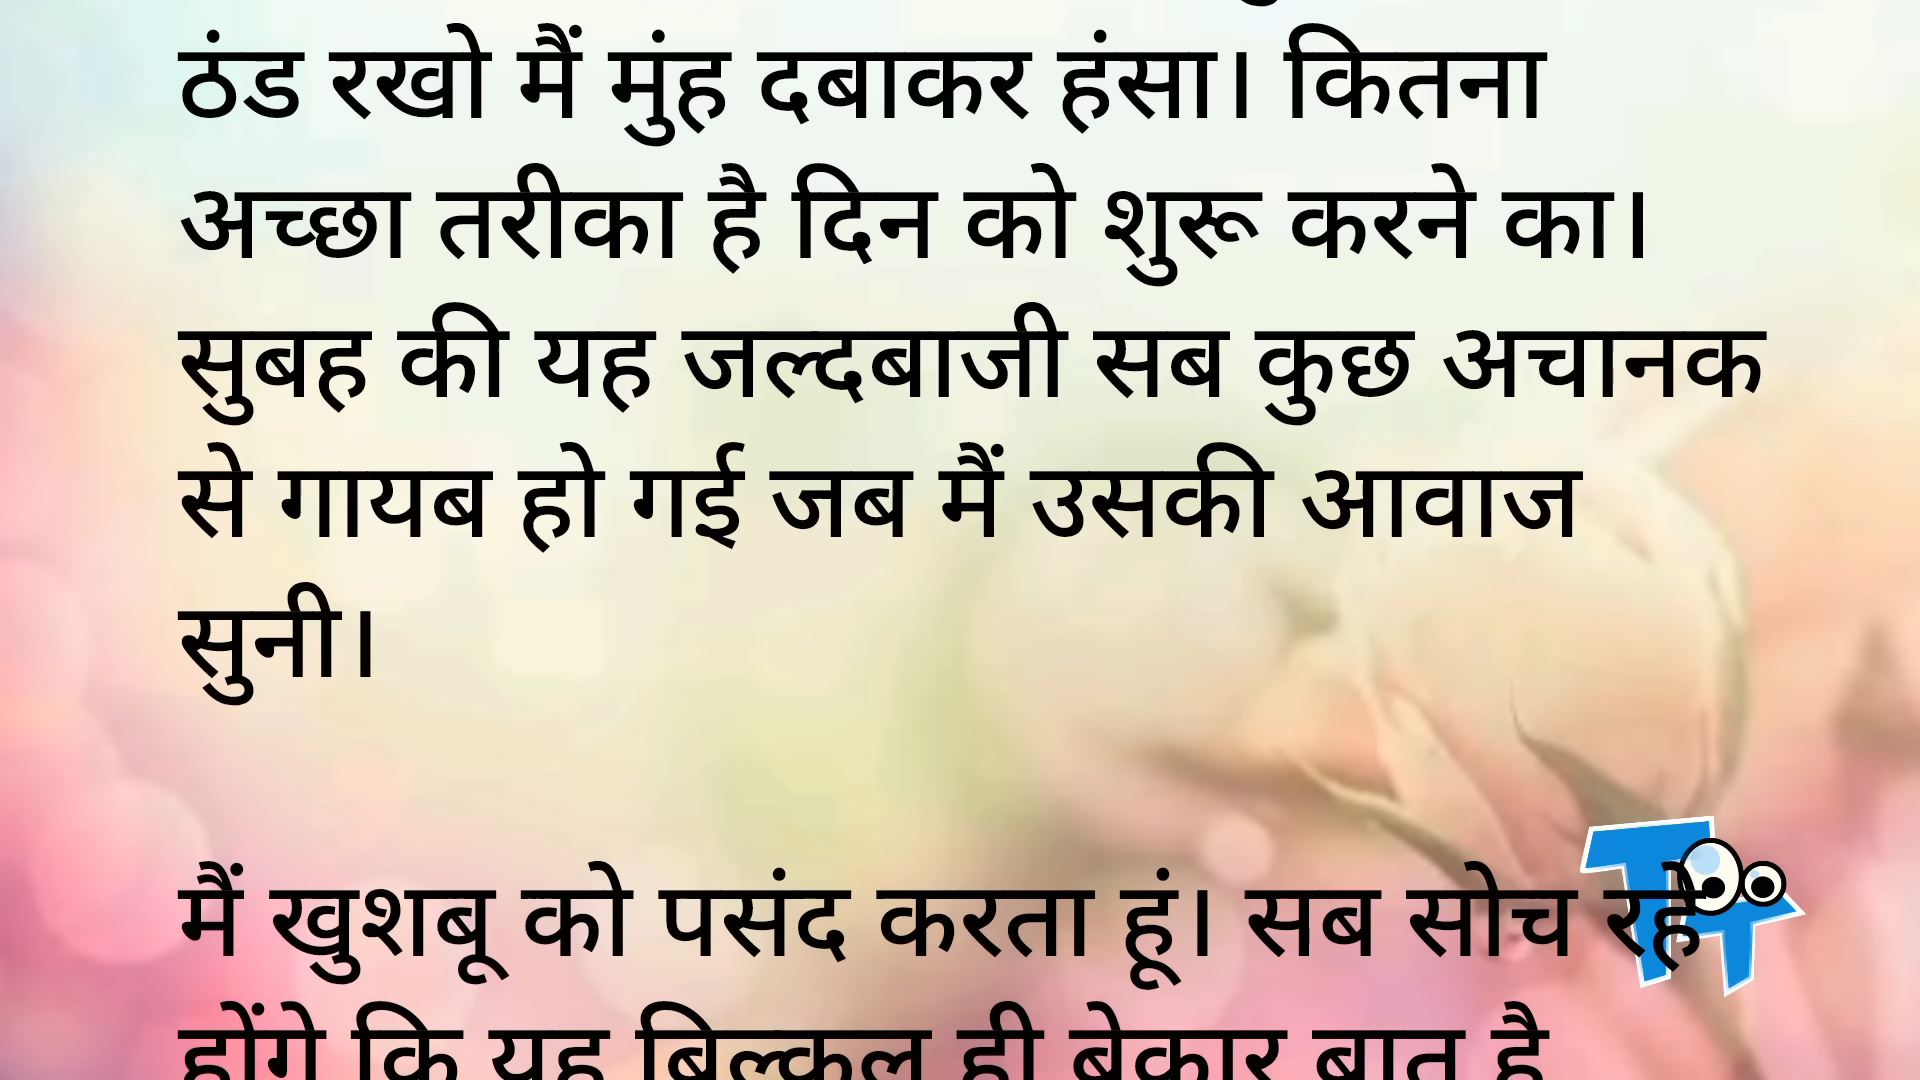 ठंड रखो मैं मुंह दबाकर हंसा। कितना
अच्छा तरीका है दिन को शुरू करने का।
सुबह की यह जल्दबाजी सब कुछ अचानक
से गायब हो गई जब मैं उसकी आवाज
सुनी।
मैं खुशबू को पसंद करता हूं। सब सोच रहे
होंगे कि यह बिल्कुल ही बेकार बात है